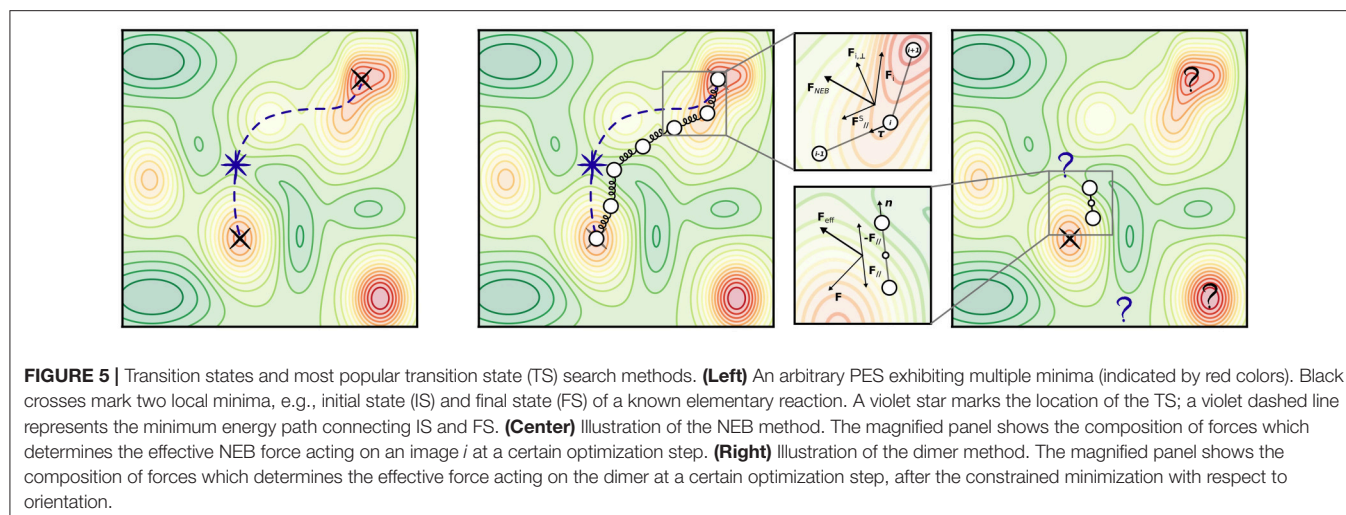 i+1
F_{i,⊥}
F_i
F_{NEB}
F^S_{//}
i
τ
i-1
n
F_{eff}
-F_{//}
F_{//}
F
?
?
?
?
FIGURE 5 | Transition states and most popular transition state (TS) search methods. (Left) An arbitrary PES exhibiting multiple minima (indicated by red colors). Black
crosses mark two local minima, e.g., initial state (IS) and final state (FS) of a known elementary reaction. A violet star marks the location of the TS; a violet dashed line
represents the minimum energy path connecting IS and FS. (Center) Illustration of the NEB method. The magnified panel shows the composition of forces which
determines the effective NEB force acting on an image i at a certain optimization step. (Right) Illustration of the dimer method. The magnified panel shows the
composition of forces which determines the effective force acting on the dimer at a certain optimization step, after the constrained minimization with respect to
orientation.